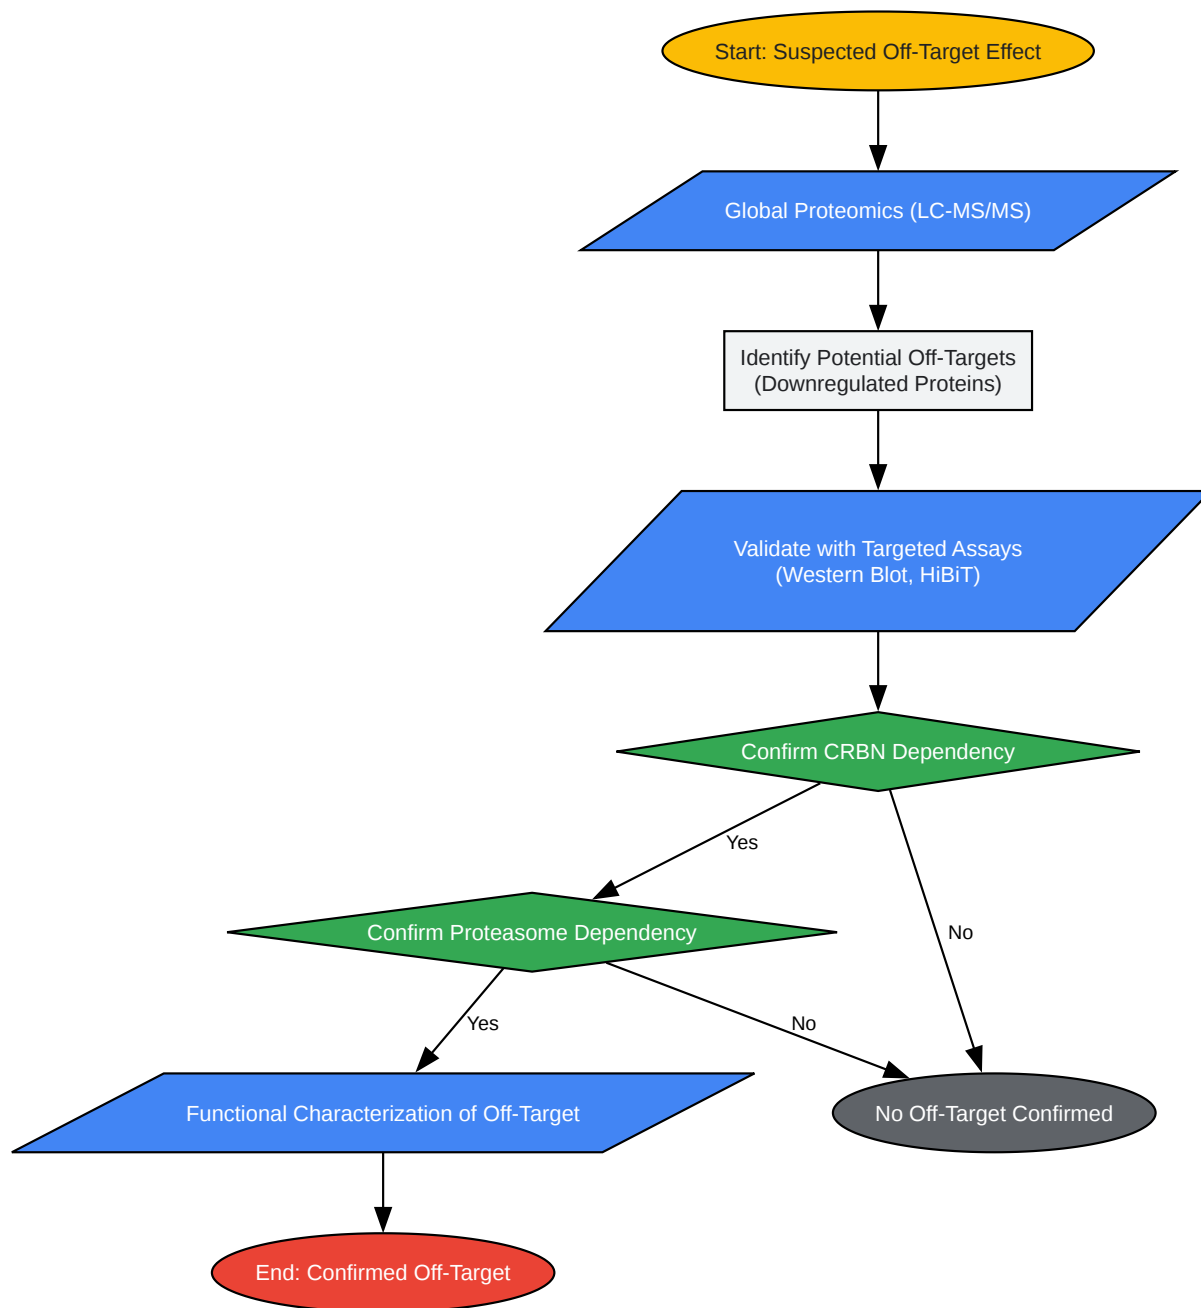 Start: Suspected Off-Target Effect
Global Proteomics (LC-MS/MS)
Identify Potential Off-Targets
(Downregulated Proteins)
Validate with Targeted Assays
(Western Blot, HiBiT)
Confirm CRBN Dependency
Yes
No
Confirm Proteasome Dependency
Yes
No
Functional Characterization of Off-Target
No Off-Target Confirmed
End: Confirmed Off-Target